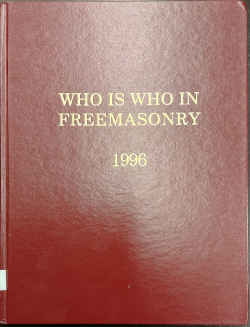 WHO IS WHO IN
FREEMASONRY
1996